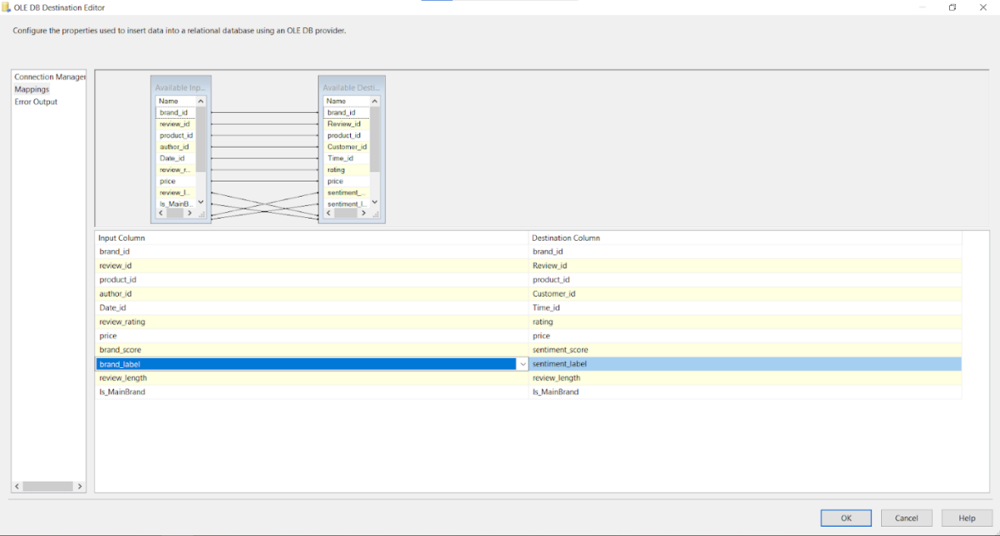 OLE DB Destination Editor
Configure the properties used to insert data into a relational database using an OLE DB provider.
Connection Manager
Mappings
Error Output
Available Inp...
Name
brand_id
review_id
product_id
author_id
Date_id
review_r...
price
review_l...
Is_MainB...
Available Desti...
Name
brand_id
Review_id
product_id
Customer_id
Time_id
rating
price
sentiment_...
sentiment_l...
Input Column Destination Column
brand_id brand_id
review_id Review_id
product_id product_id
author_id Customer_id
Date_id Time_id
review_rating rating
price price
brand_score sentiment_score
brand_label sentiment_label
review_length review_length
Is_MainBrand Is_MainBrand
OK Cancel Help